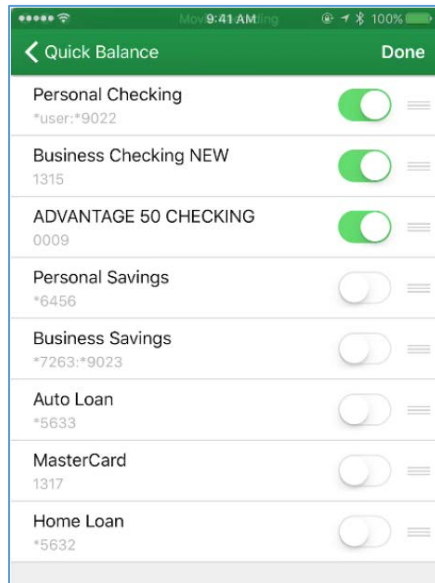 9:41 AM
100%
Quick Balance
Done
Personal Checking
*user:*9022
Business Checking NEW
1315
ADVANTAGE 50 CHECKING
0009
Personal Savings
*6456
Business Savings
*7263:*9023
Auto Loan
*5633
MasterCard
1317
Home Loan
*5632